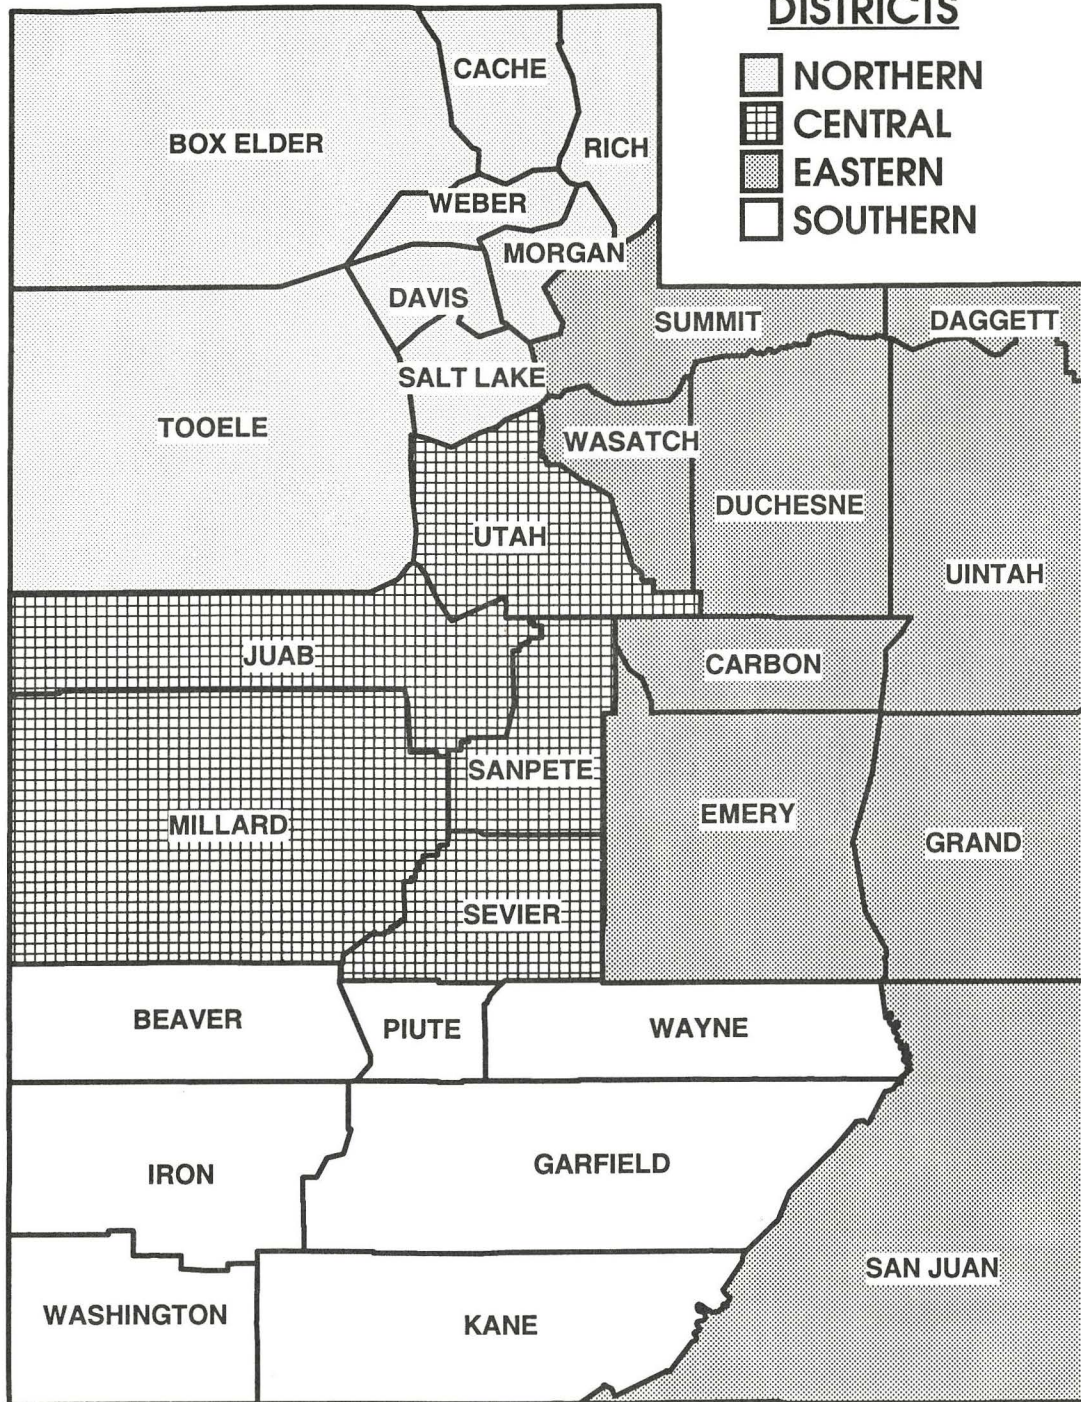 DISTRICTS
NORTHERN
CENTRAL
EASTERN
SOUTHERN
CACHE
BOX ELDER
RICH
WEBER
MORGAN
DAVIS
SUMMIT
DAGGETT
SALT LAKE
TOOELE
WASATCH
DUCHESNE
UTAH
UINTAH
JUAB
CARBON
SANPETE
MILLARD
EMERY
GRAND
SEVIER
BEAVER
PIUTE
WAYNE
IRON
GARFIELD
SAN JUAN
WASHINGTON
KANE